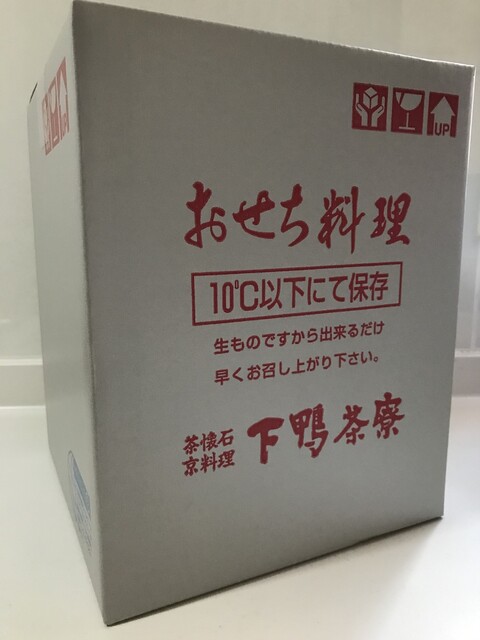 UP
おせち料理
10℃以下にて保存
生ものですから出来るだけ
早くお召し上がり下さい。
茶懐石
京料理
下鴨茶寮